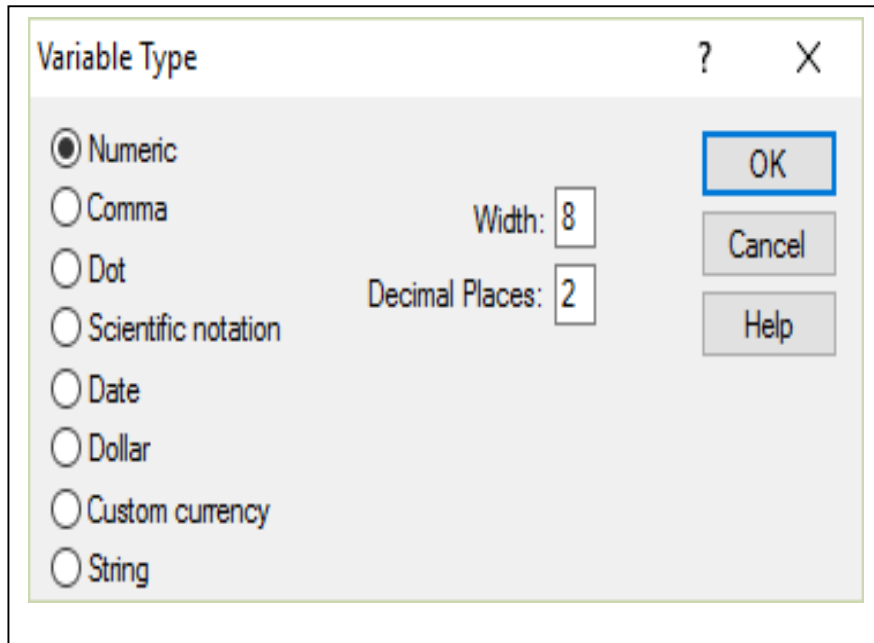 Variable Type ? X
Numeric
Comma
Dot
Scientific notation
Date
Dollar
Custom currency
String
Width: 8
Decimal Places: 2
OK
Cancel
Help